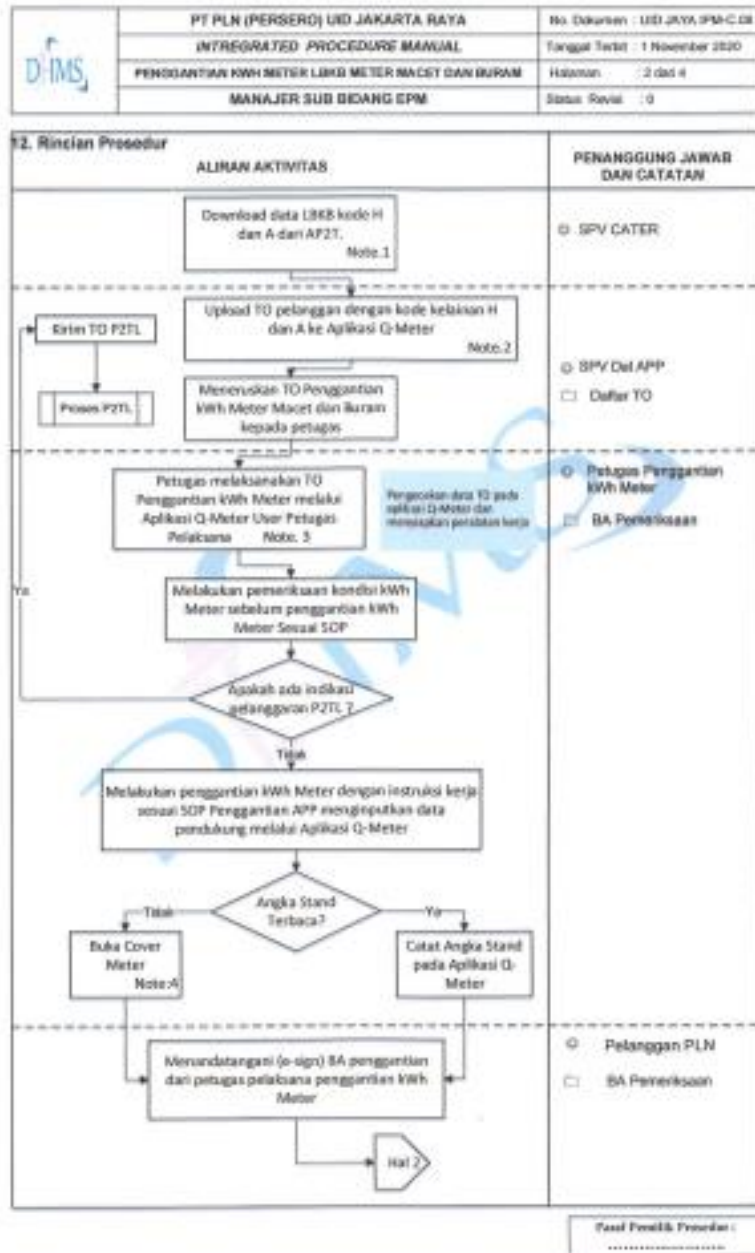 PT PLN (PERSERO) UID JAKARTA RAYA
No. Dokumen : UID JAYA IPM-C.08
INTREGRATED PROCEDURE MANUAL
Tanggal Terbit : 1 November 2020
DIIMS
PENGGANTIAN KWH METER LBKB METER MACET DAN BURAM
Halaman : 2 dari 4
MANAJER SUB BIDANG EPM
Status Revisi : 0
12. Rincian Prosedur
ALIRAN AKTIVITAS
PENANGGUNG JAWAB
DAN CATATAN
Download data LBKB kode H
dan A dari AP2T.
Note.1
SPV CATER
Upload TO pelanggan dengan kode kelainan H
dan A ke Aplikasi Q-Meter
Note.2
Kirim TO P2TL
Proses P2TL
SPV Dal APP
Daftar TO
Meneruskan TO Penggantian
kWh Meter Macet dan Buram
kepada petugas
Petugas melaksanakan TO
Penggantian kWh Meter melalui
Aplikasi Q-Meter User Petugas
Pelaksana Note. 3
Pengecekan data TO pada
aplikasi Q-Meter dan
menyiapkan peralatan kerja
Petugas Penggantian
kWh Meter
BA Pemeriksaan
Ya
Melakukan pemeriksaan kondisi kWh
Meter sebelum penggantian kWh
Meter Sesuai SOP
Apakah ada indikasi
pelanggaran P2TL ?
Tidak
Melakukan penggantian kWh Meter dengan instruksi kerja
sesuai SOP Penggantian APP menginputkan data
pendukung melalui Aplikasi Q-Meter
Angka Stand
Terbaca?
Tidak
Ya
Buka Cover
Meter
Note:4
Catat Angka Stand
pada Aplikasi Q-
Meter
Menandatangani (e-sign) BA penggantian
dari petugas pelaksana penggantian kWh
Meter
Pelanggan PLN
BA Pemeriksaan
Hal 2
Paraf Pemilik Prosedur :